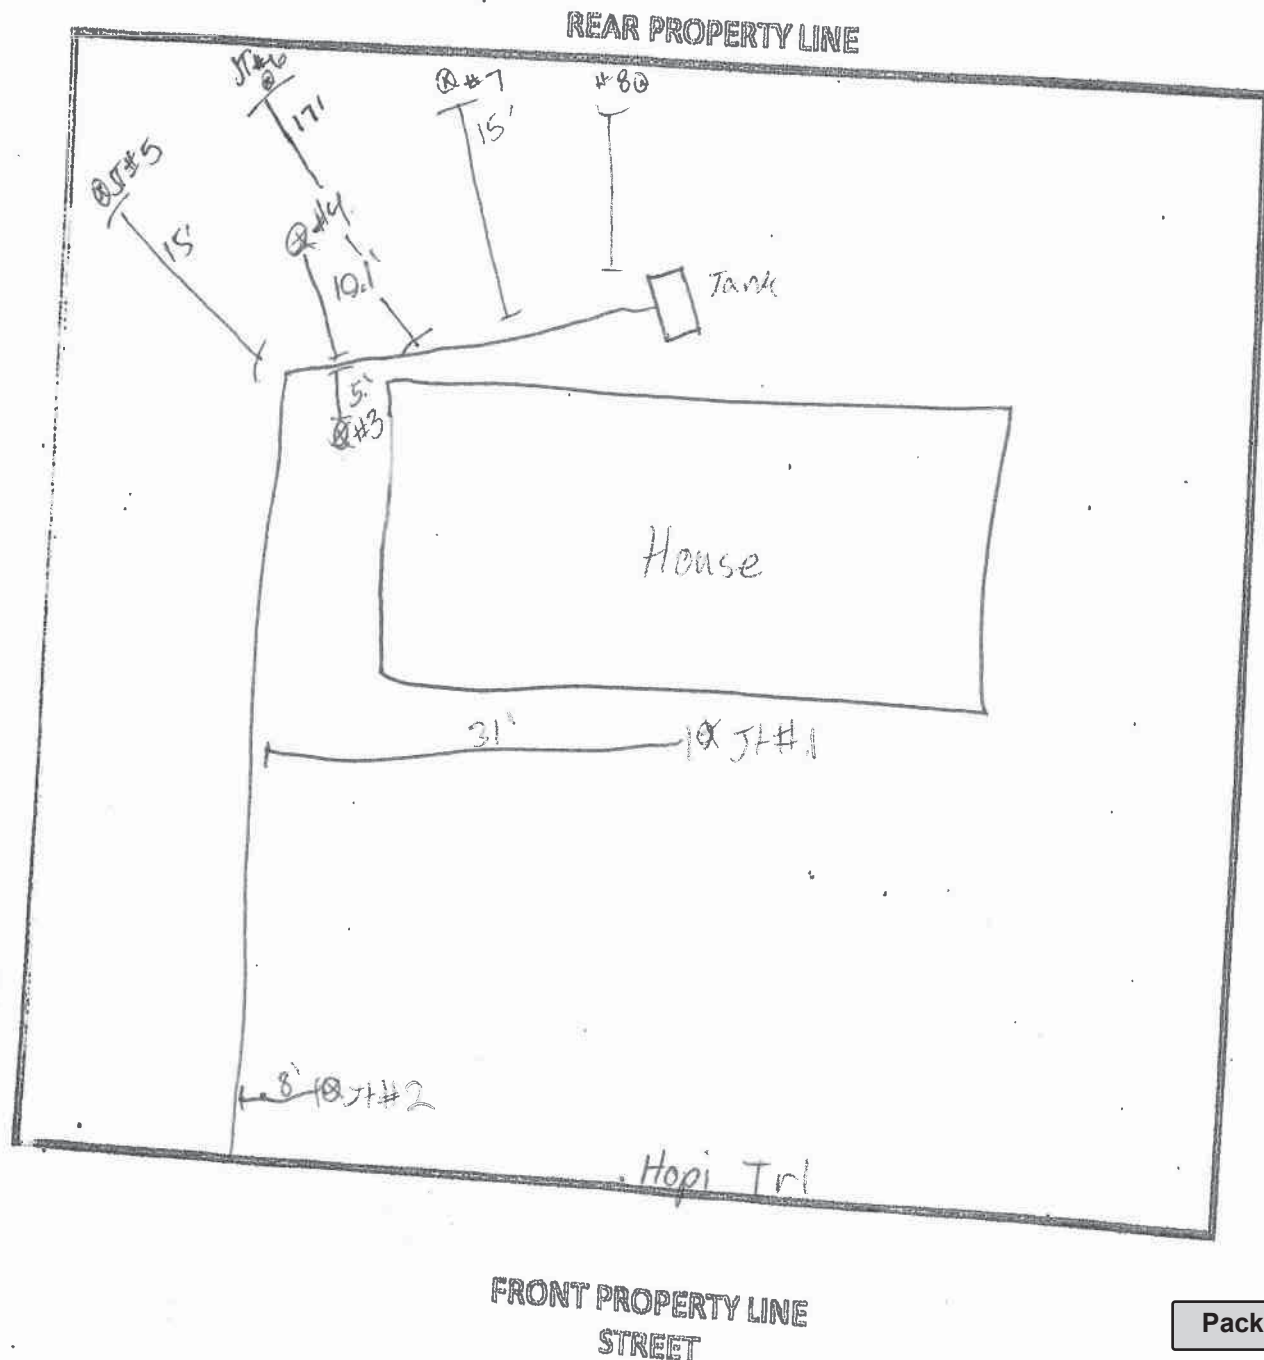 REAR PROPERTY LINE
JT#6
#7
#8
17'
15'
JT#5
#4
15'
10.1'
Tank
5'
#3
House
31'
Jt#1
8'
Jt#2
Hopi Trl
FRONT PROPERTY LINE
STREET
Pack